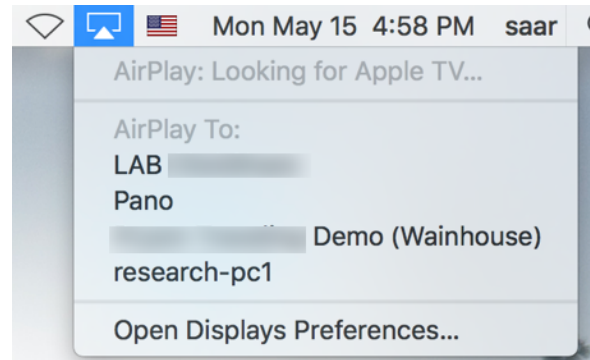 Mon May 15 4:58 PM saar
AirPlay: Looking for Apple TV...
AirPlay To:
LAB
Pano
Demo (Wainhouse)
research-pc1
Open Displays Preferences...